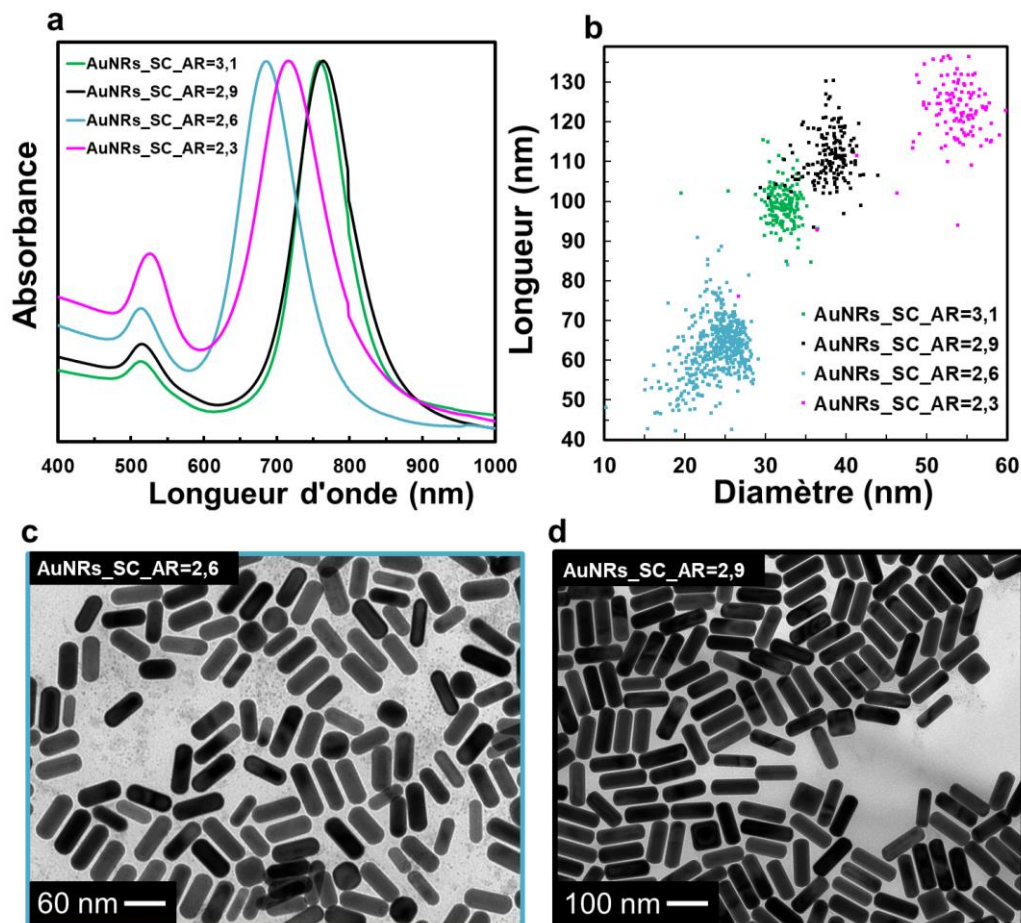 a
AuNRs_SC_AR=3,1
AuNRs_SC_AR=2,9
AuNRs_SC_AR=2,6
AuNRs_SC_AR=2,3
Absorbance
400 500 600 700 800 900 1000
Longueur d'onde (nm)
b
130
120
110
100
90
80
70
60
50
40
Longueur (nm)
AuNRs_SC_AR=3,1
AuNRs_SC_AR=2,9
AuNRs_SC_AR=2,6
AuNRs_SC_AR=2,3
10 20 30 40 50 60
Diamètre (nm)
c
AuNRs_SC_AR=2,6
60 nm
d
AuNRs_SC_AR=2,9
100 nm